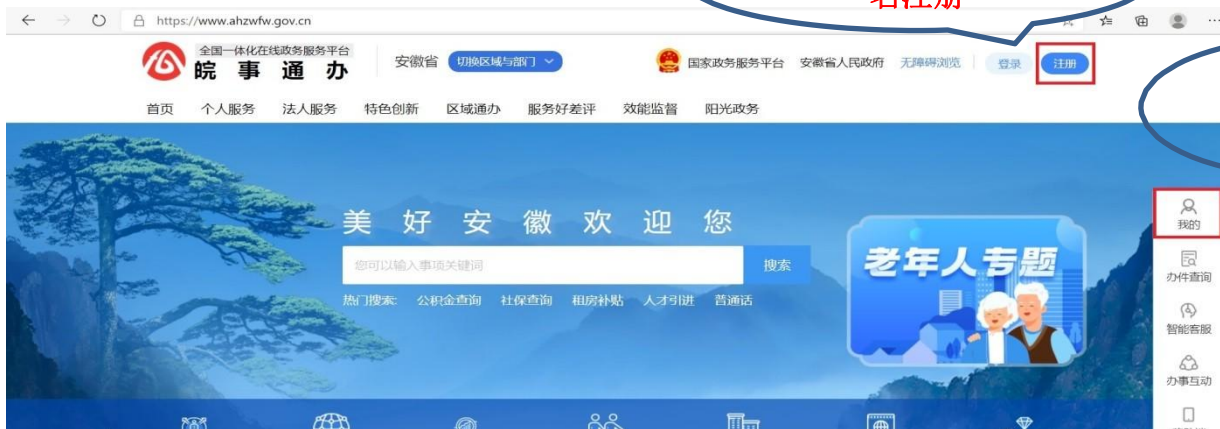 名注册
https://www.ahzwfw.gov.cn
全国一体化在线政务服务平台
皖事通办
安徽省 切换区域与部门
国家政务服务平台 安徽省人民政府 无障碍浏览 登录 注册
首页 个人服务 法人服务 特色创新 区域通办 服务好差评 效能监督 阳光政务
美好安徽欢迎您
您可以输入事项关键词 搜索
热门搜索: 公积金查询 社保查询 租房补贴 人才引进 普通话
老年人专题
我的
办件查询
智能客服
办事互动